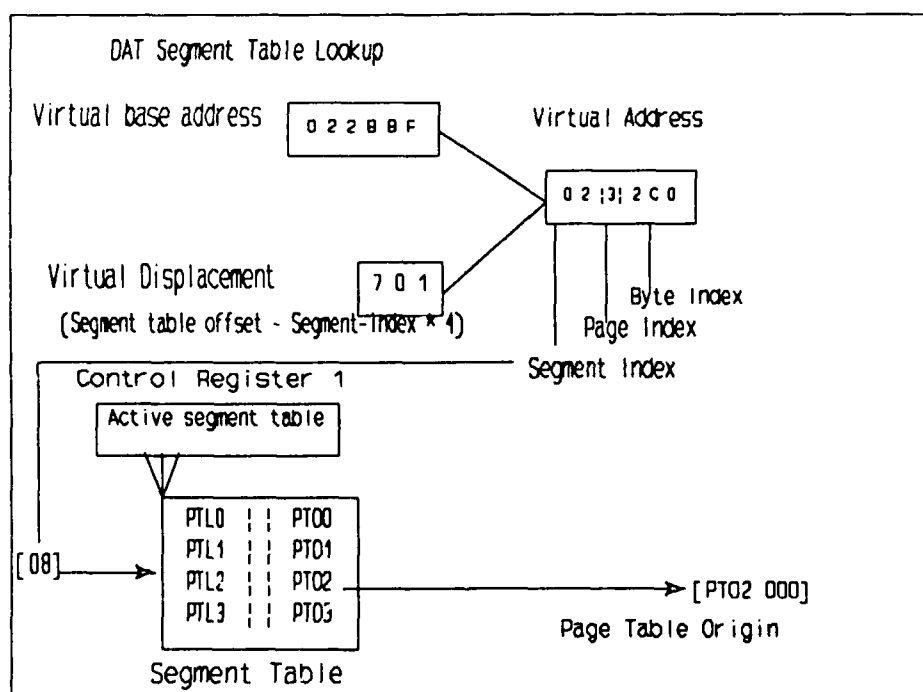 DAT Segment Table Lookup
Virtual base address
0 2 2 B B F
Virtual Address
0 2 ¦3¦ 2 C 0
Virtual Displacement
7 0 1
Byte Index
(Segment table offset - Segment-Index * 4)
Page Index
Segment Index
Control Register 1
Active segment table
PTL0 ¦ ¦ PTO0
PTL1 ¦ ¦ PTO1
[08]
PTL2 ¦ ¦ PTO2
[PTO2 000]
PTL3 ¦ ¦ PTO3
Page Table Origin
Segment Table